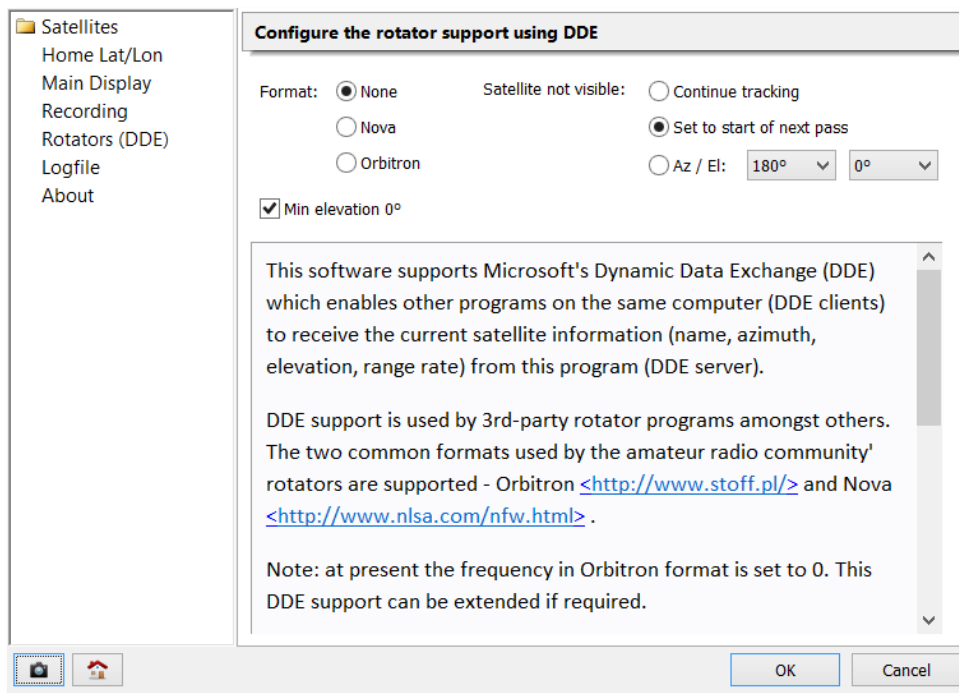 Satellites
Home Lat/Lon
Main Display
Recording
Rotators (DDE)
Logfile
About
Configure the rotator support using DDE
Format: None Satellite not visible: Continue tracking
Nova Set to start of next pass
Orbitron Az / El: 180° 0°
Min elevation 0°
This software supports Microsoft's Dynamic Data Exchange (DDE)
which enables other programs on the same computer (DDE clients)
to receive the current satellite information (name, azimuth,
elevation, range rate) from this program (DDE server).
DDE support is used by 3rd-party rotator programs amongst others.
The two common formats used by the amateur radio community'
rotators are supported - Orbitron <http://www.stoff.pl/> and Nova
<http://www.nlsa.com/nfw.html> .
Note: at present the frequency in Orbitron format is set to 0. This
DDE support can be extended if required.
OK Cancel